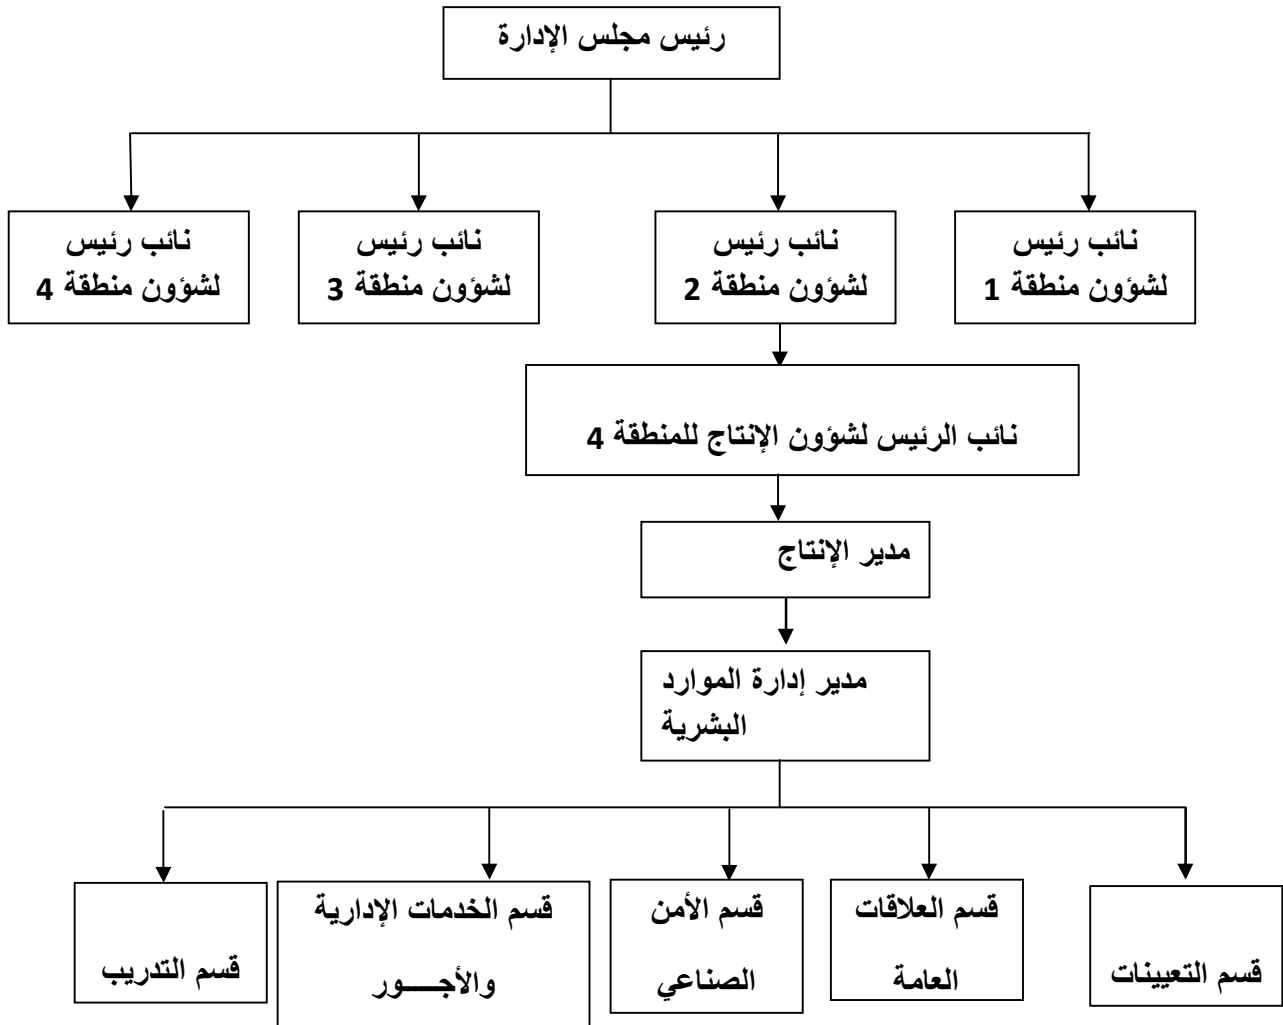 رئيس مجلس الإدارة
نائب رئيس
لشؤون منطقة 1
نائب رئيس
لشؤون منطقة 2
نائب رئيس
لشؤون منطقة 3
نائب رئيس
لشؤون منطقة 4
نائب الرئيس لشؤون الإنتاج للمنطقة 4
مدير الإنتاج
مدير إدارة الموارد
البشرية
قسم التعيينات
قسم العلاقات
العامة
قسم الأمن
الصناعي
قسم الخدمات الإدارية
والأجـــــور
قسم التدريب